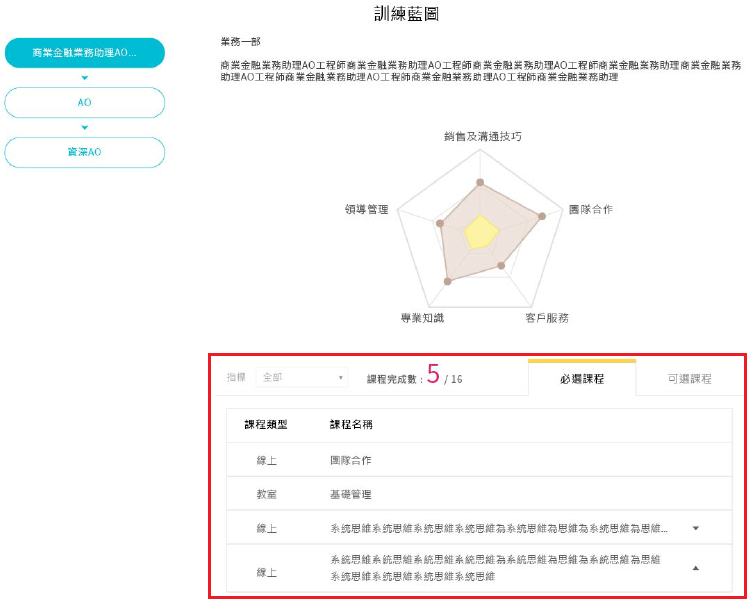 訓練藍圖
商業金融業務助理AO...
AO
資深AO
業務一部
商業金融業務助理AO工程師商業金融業務助理AO工程師商業金融業務助理AO工程師商業金融業務助理商業金融業務
助理AO工程師商業金融業務助理AO工程師商業金融業務助理AO工程師商業金融業務助理
銷售及溝通技巧
領導管理
團隊合作
專業知識
客戶服務
指標 全部 課程完成數：5 / 16 必選課程 可選課程
課程類型 課程名稱
線上 團隊合作
教室 基礎管理
線上 系統思維系統思維系統思維系統思維為系統思維為思維為系統思維為思維...
系統思維系統思維系統思維系統思維為系統思維為思維為系統思維為思維
線上 系統思維系統思維系統思維系統思維